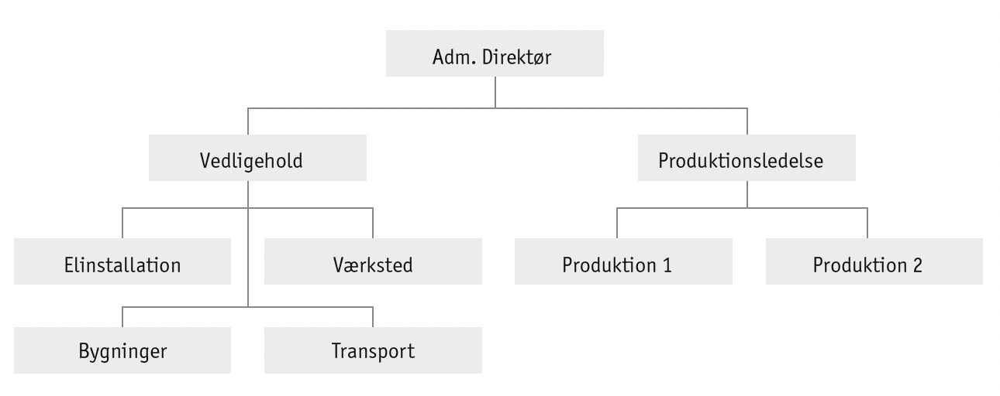 Adm. Direktør
Vedligehold
Produktionsledelse
Elinstallation
Værksted
Produktion 1
Produktion 2
Bygninger
Transport